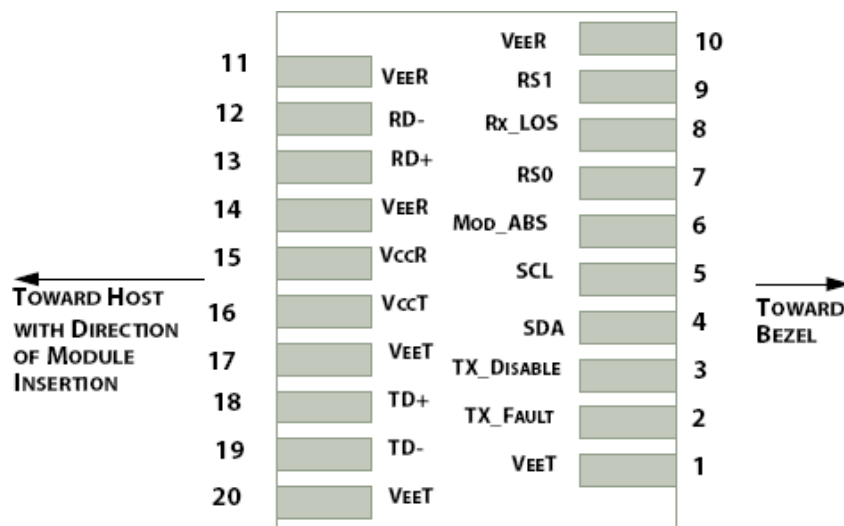 11 VEER
12 RD-
13 RD+
14 VEER
15 VCCR
16 VCCT
17 VEET
18 TD+
19 TD-
20 VEET
VEER 10
RS1 9
RX_LOS 8
RS0 7
MOD_ABS 6
SCL 5
SDA 4
TX_DISABLE 3
TX_FAULT 2
VEET 1
TOWARD HOST
WITH DIRECTION
OF MODULE
INSERTION
TOWARD
BEZEL